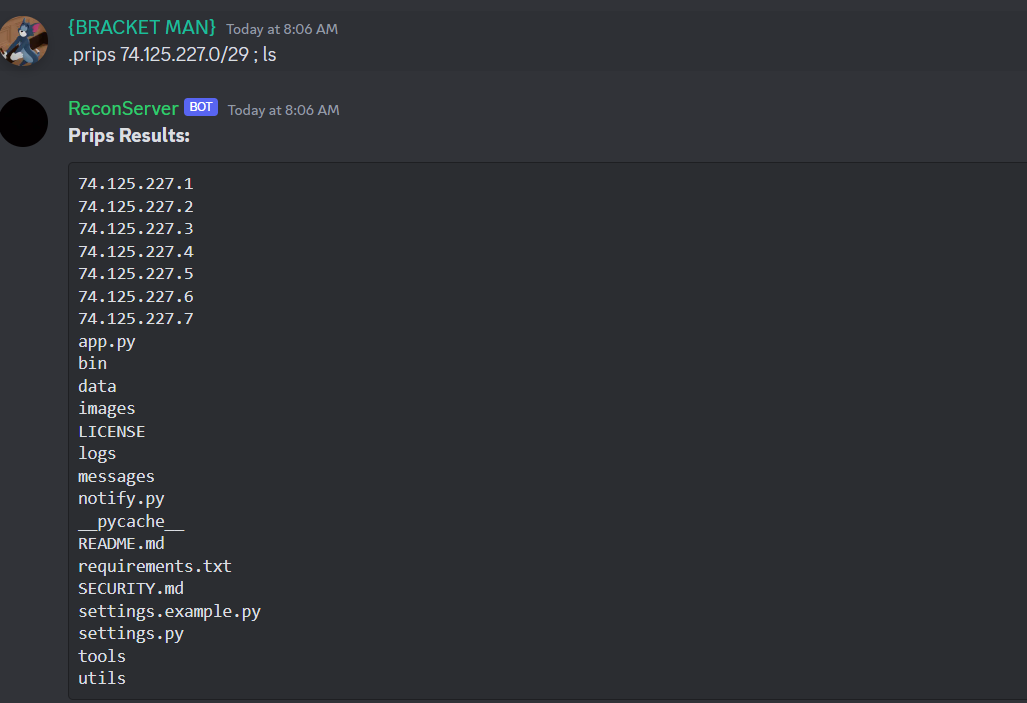 {BRACKET MAN} Today at 8:06 AM
.prips 74.125.227.0/29 ; ls
ReconServer BOT Today at 8:06 AM
Prips Results:
74.125.227.1
74.125.227.2
74.125.227.3
74.125.227.4
74.125.227.5
74.125.227.6
74.125.227.7
app.py
bin
data
images
LICENSE
logs
messages
notify.py
__pycache__
README.md
requirements.txt
SECURITY.md
settings.example.py
settings.py
tools
utils